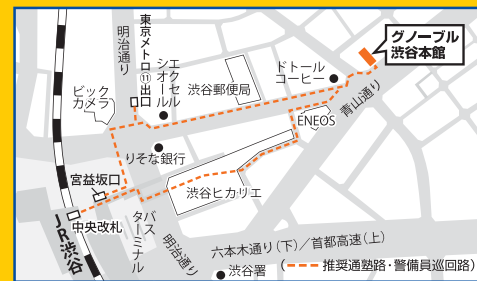 明治通り
東京メトロ⑪出口
エクセルシオール
ビック
カメラ
渋谷郵便局
ドトール
コーヒー
グノーブル
渋谷本館
青山通り
ENEOS
りそな銀行
宮益坂口
渋谷ヒカリエ
中央改札
JR渋谷
バス
ターミナル
明治通り
六本木通り(下)/首都高速(上)
渋谷署
( 推奨通塾路・警備員巡回路)